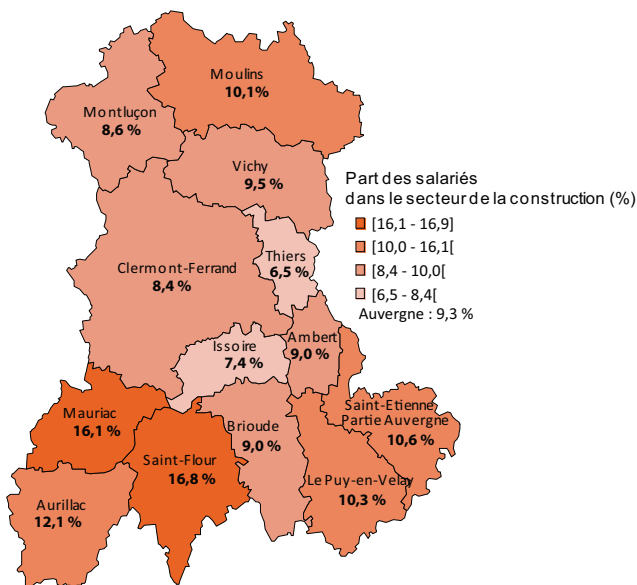 Moulins
10,1%
Montluçon
8,6 %
Vichy
9,5 %
Part des salariés
dans le secteur de la construction (%)
[16,1 - 16,9]
[10,0 - 16,1[
[8,4 - 10,0[
[6,5 - 8,4[
Auvergne : 9,3 %
Thiers
6,5 %
Clermont-Ferrand
8,4 %
Issoire
7,4 %
Ambert
9,0 %
Mauriac
16,1 %
Saint-Flour
16,8 %
Brioude
9,0 %
Saint-Etienne
Partie Auvergne
10,6 %
Le Puy-en-Velay
10,3 %
Aurillac
12,1 %